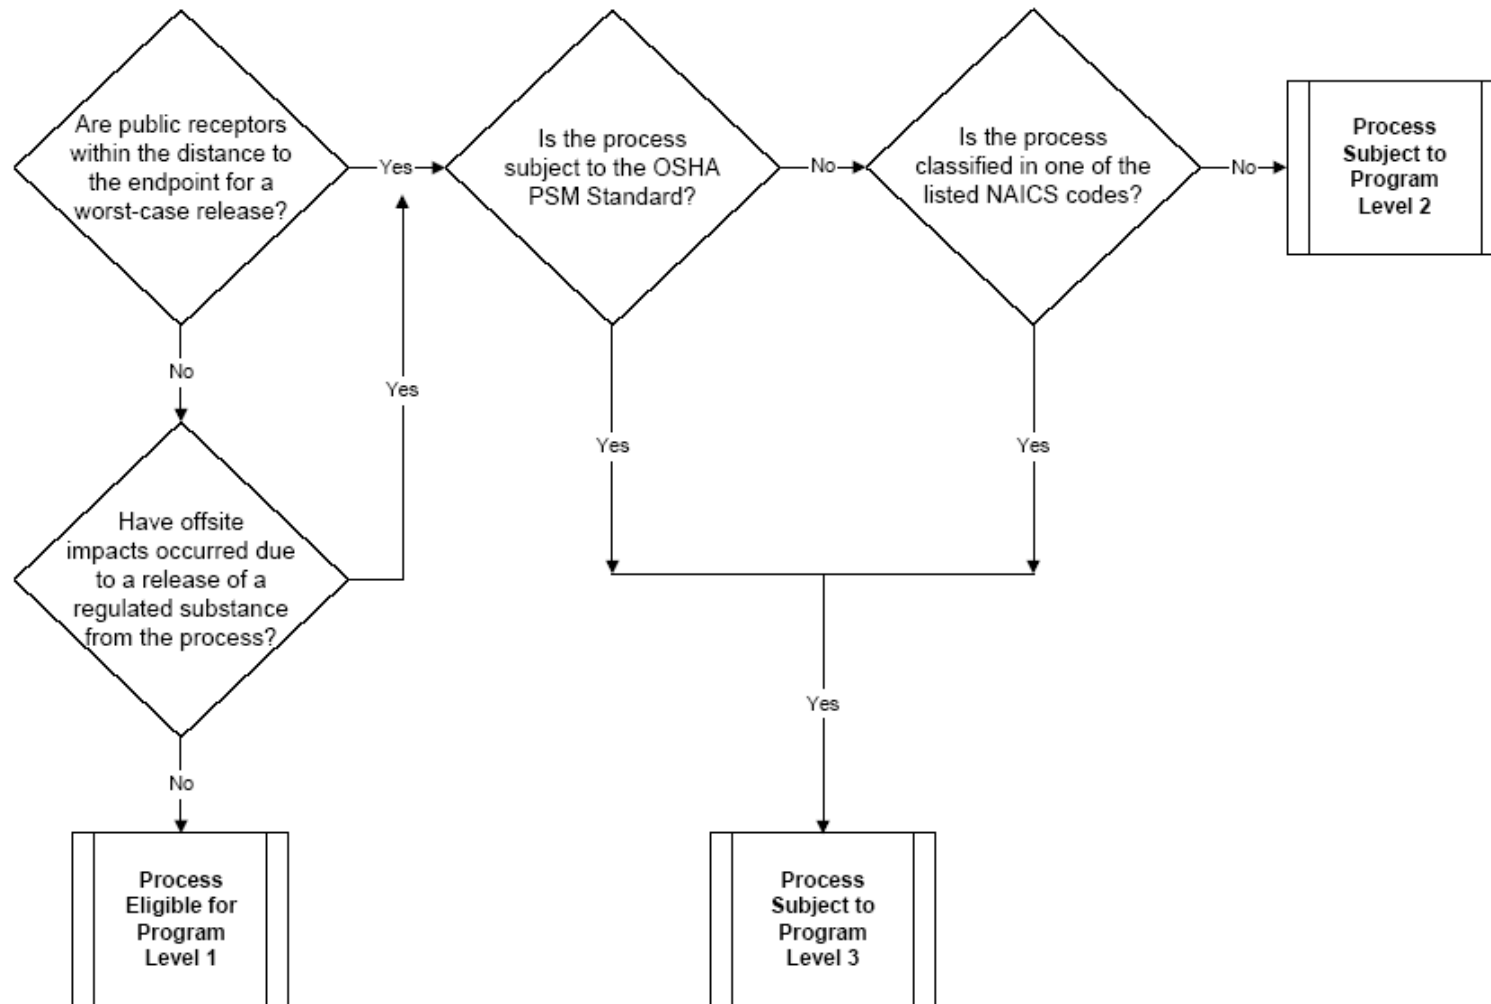 Are public receptors
within the distance to
the endpoint for a
worst-case release?
Yes
Is the process
subject to the OSHA
PSM Standard?
No
Is the process
classified in one of the
listed NAICS codes?
No
Process
Subject to
Program
Level 2
No
Yes
Yes
Yes
Have offsite
impacts occurred due
to a release of a
regulated substance
from the process?
Yes
No
Process
Eligible for
Program
Level 1
Process
Subject to
Program
Level 3